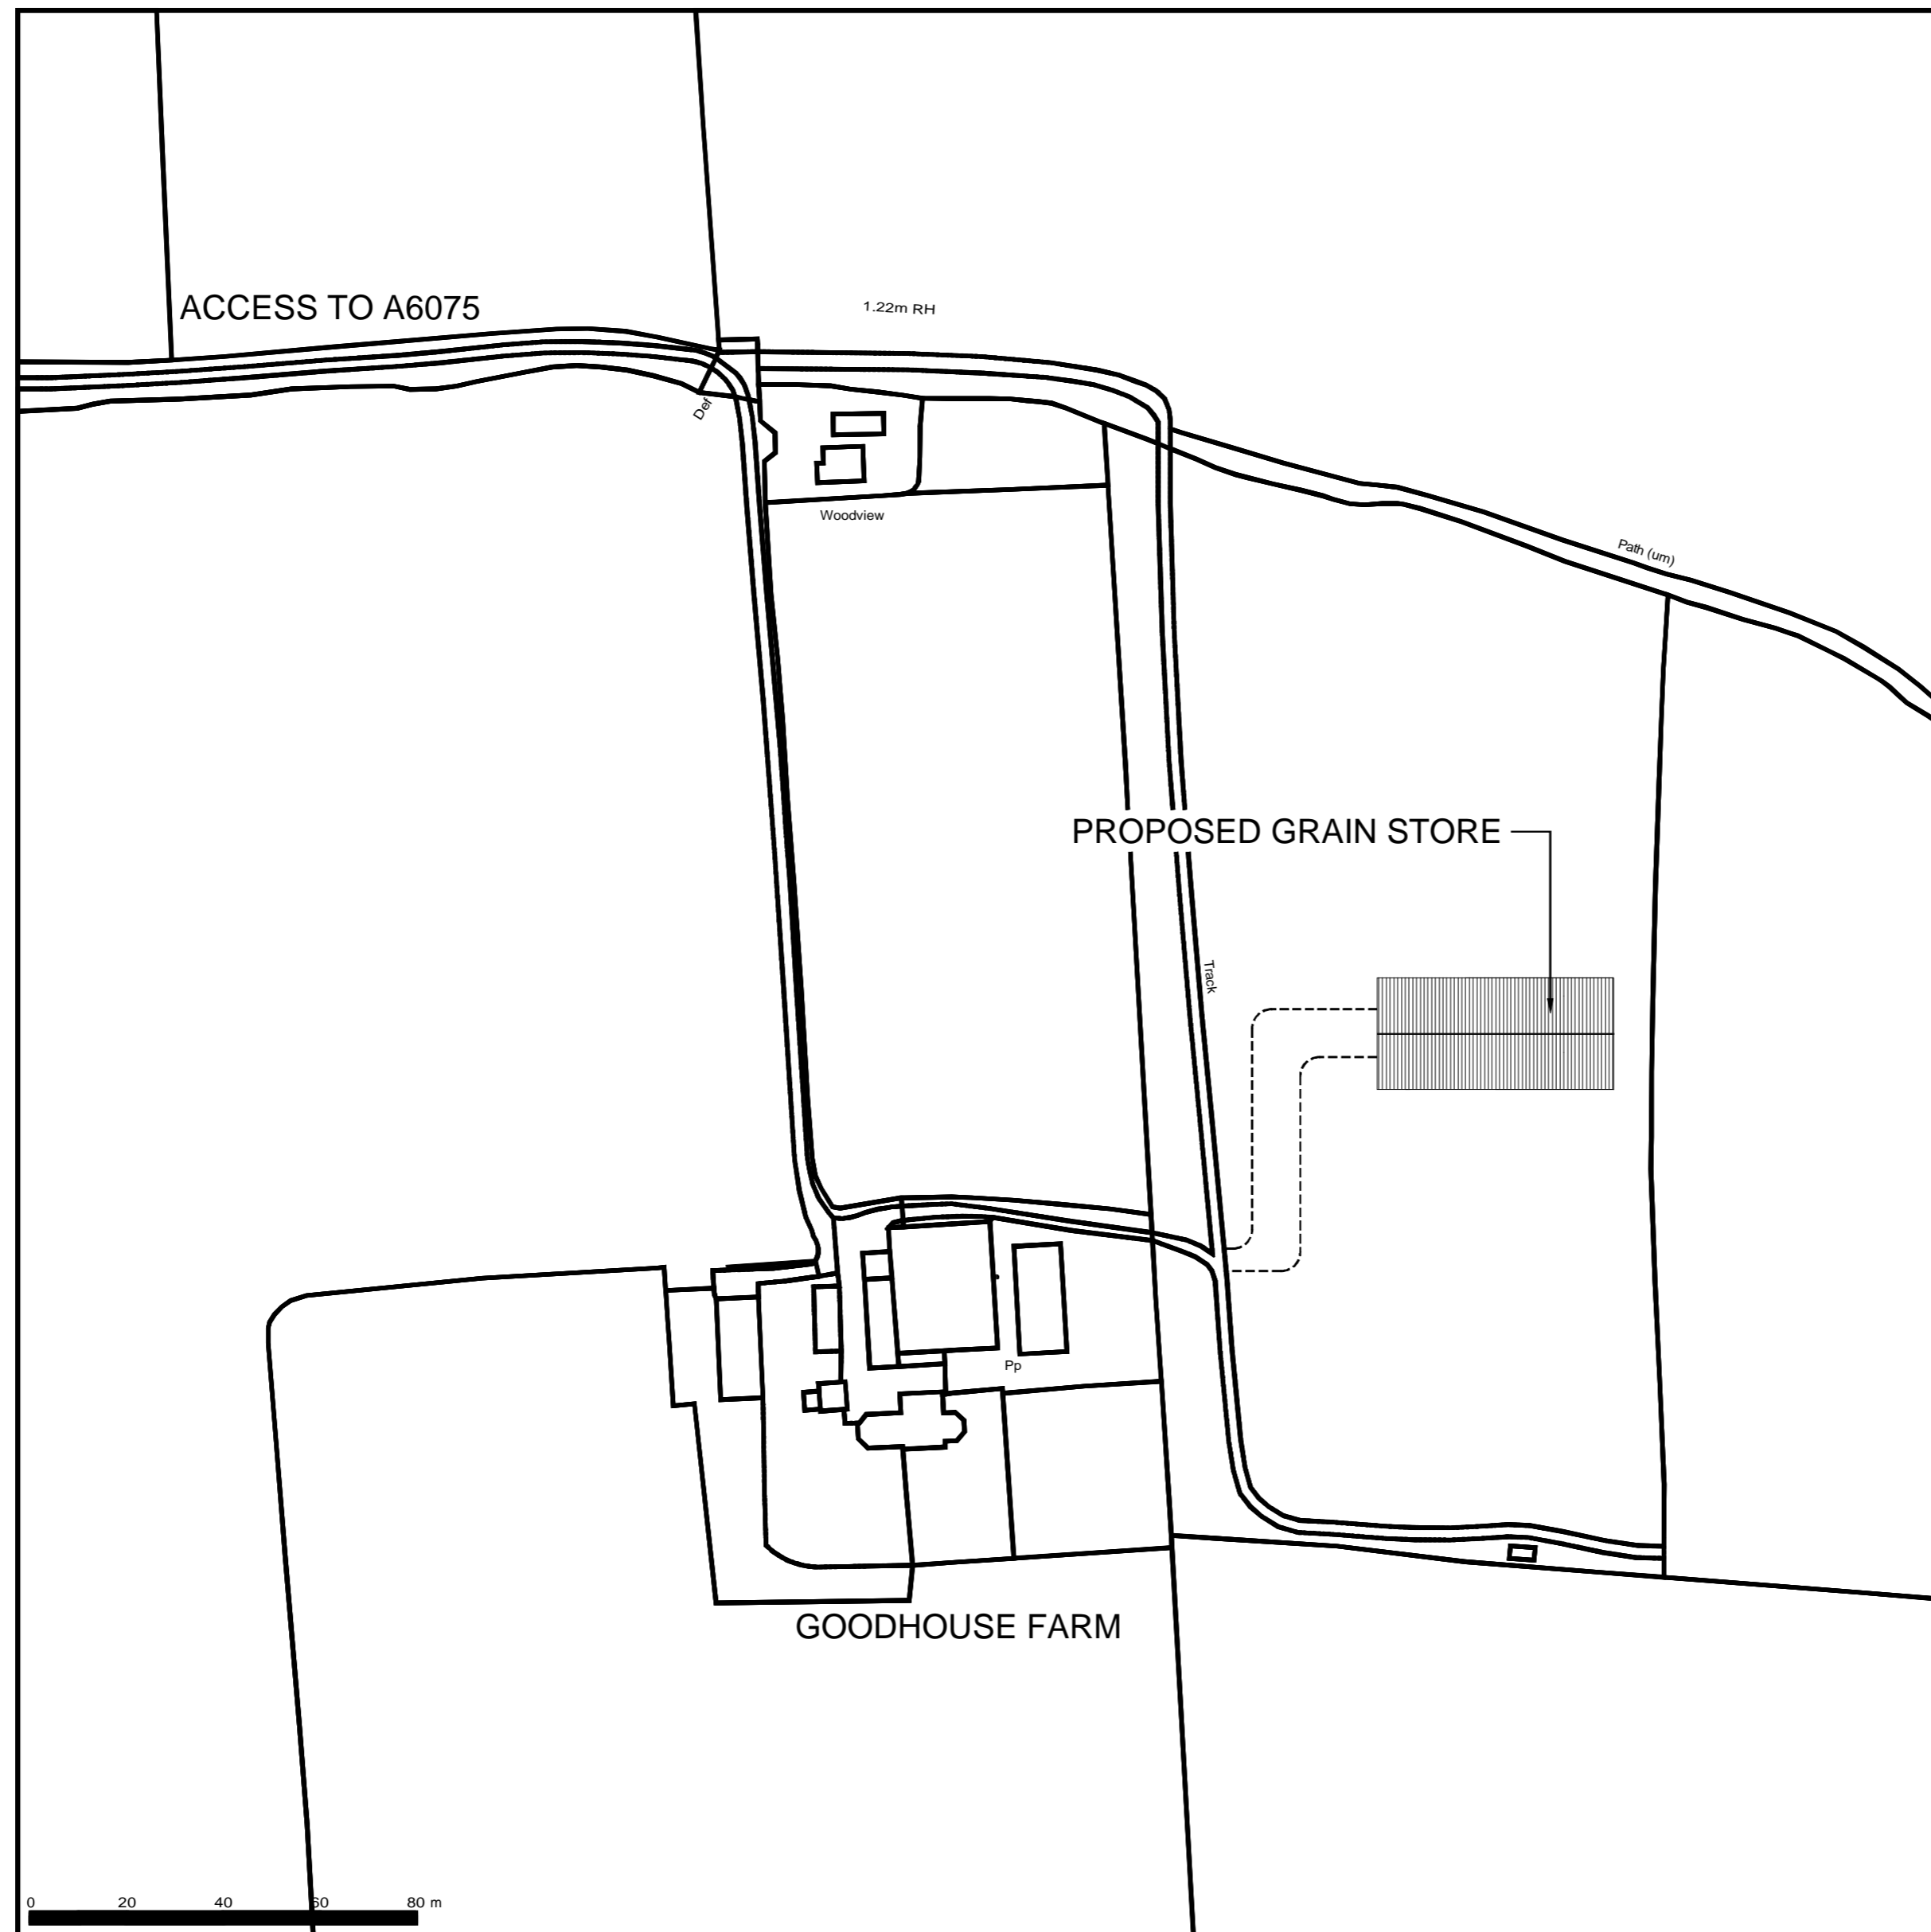 ACCESS TO A6075
1.22m RH
Def
Woodview
Path (um)
PROPOSED GRAIN STORE
Track
Pp
GOODHOUSE FARM
0 20 40 60 80 m